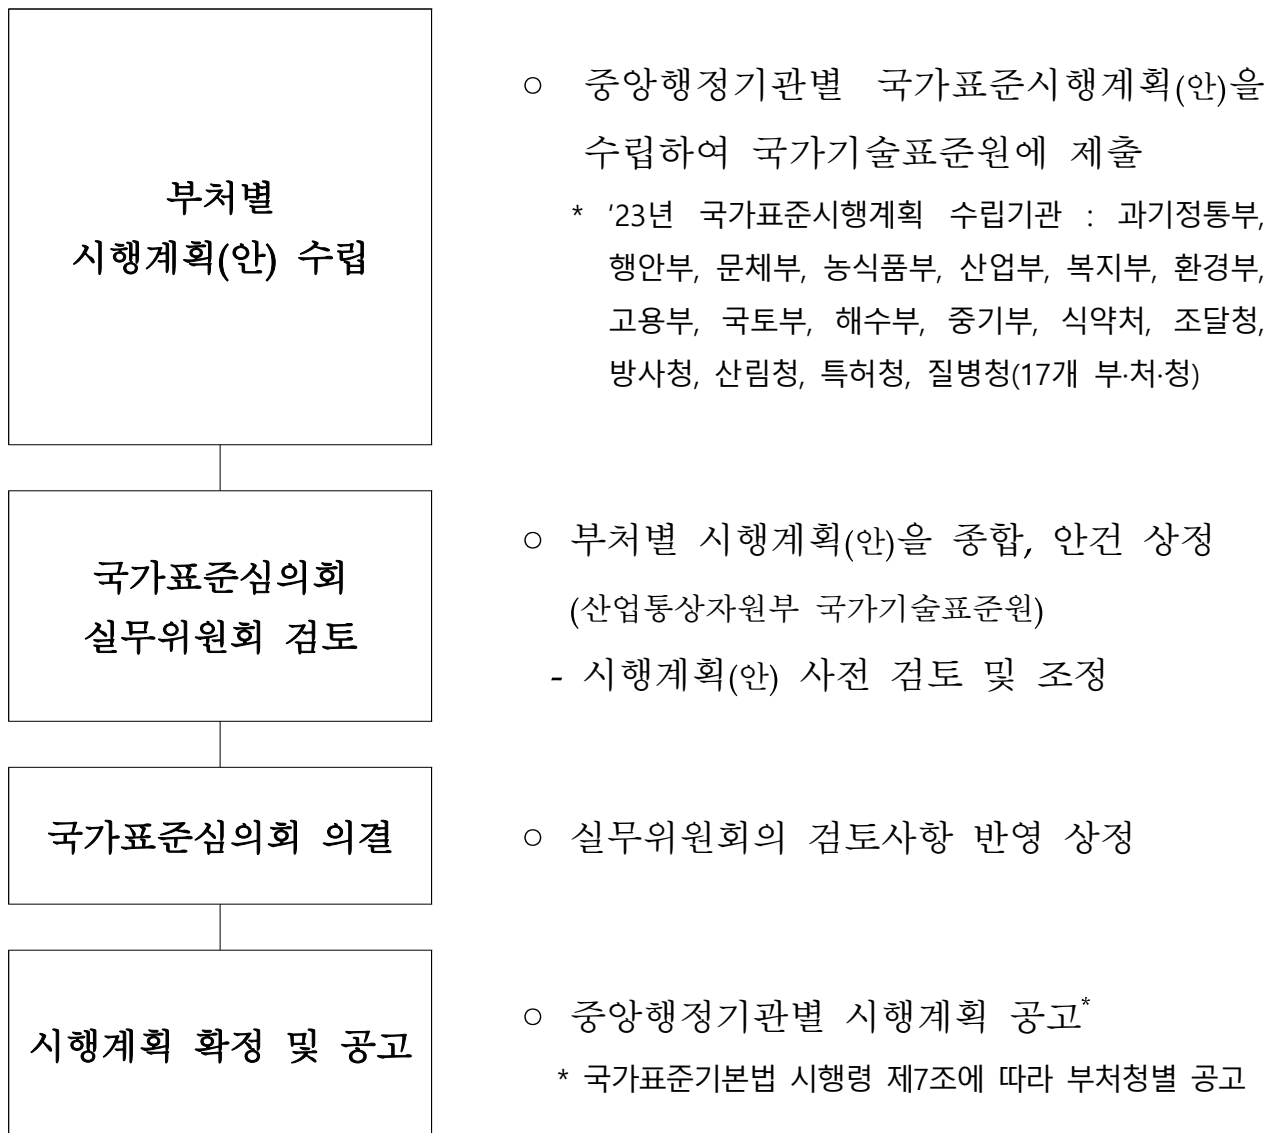 부처별
시행계획(안) 수립
○ 중앙행정기관별 국가표준시행계획(안)을
수립하여 국가기술표준원에 제출
* ’23년 국가표준시행계획 수립기관 : 과기정통부,
행안부, 문체부, 농식품부, 산업부, 복지부, 환경부,
고용부, 국토부, 해수부, 중기부, 식약처, 조달청,
방사청, 산림청, 특허청, 질병청(17개 부·처·청)
국가표준심의회
실무위원회 검토
○ 부처별 시행계획(안)을 종합, 안건 상정
(산업통상자원부 국가기술표준원)
- 시행계획(안) 사전 검토 및 조정
국가표준심의회 의결
○ 실무위원회의 검토사항 반영 상정
시행계획 확정 및 공고
○ 중앙행정기관별 시행계획 공고*
* 국가표준기본법 시행령 제7조에 따라 부처청별 공고